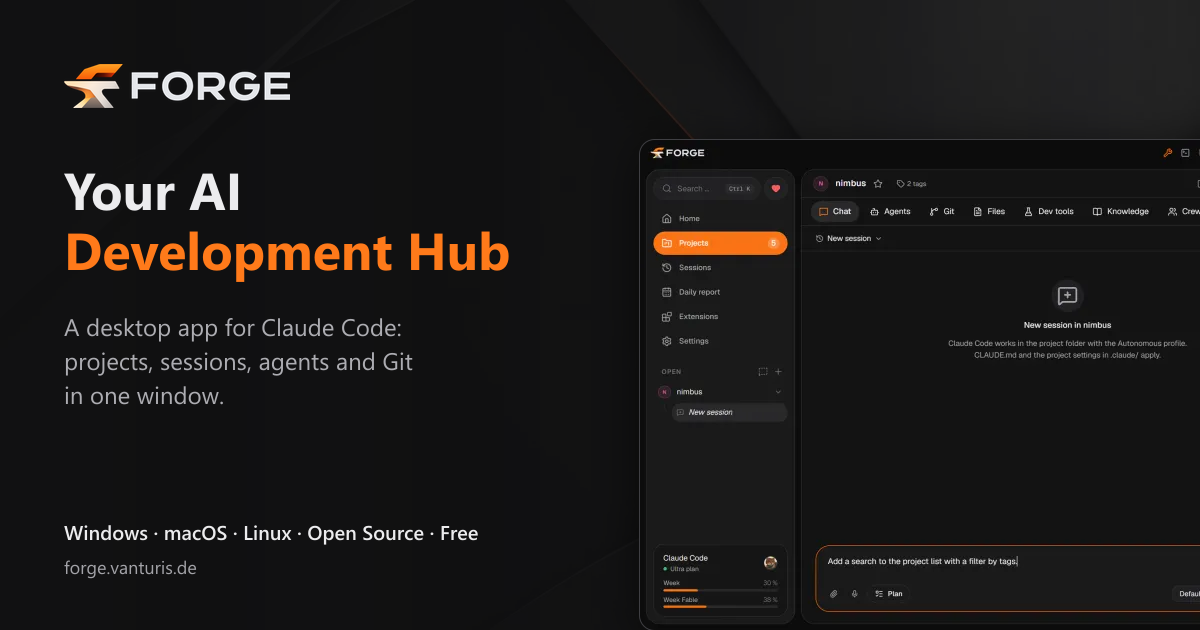 FORGE
Your AI
Development Hub
A desktop app for Claude Code:
projects, sessions, agents and Git
in one window.
Windows · macOS · Linux · Open Source · Free
forge.vanturis.de
FORGE
Search ...
Ctrl K
Home
Projects
5
Sessions
Daily report
Extensions
Settings
OPEN
N nimbus
New session
Claude Code
Ultra plan
Week 30 %
Week Fable 38 %
N nimbus 2 tags
Chat Agents Git Files Dev tools Knowledge Crew
New session
New session in nimbus
Claude Code works in the project folder with the Autonomous profile.
CLAUDE.md and the project settings in .claude/ apply.
Add a search to the project list with a filter by tags.
Plan